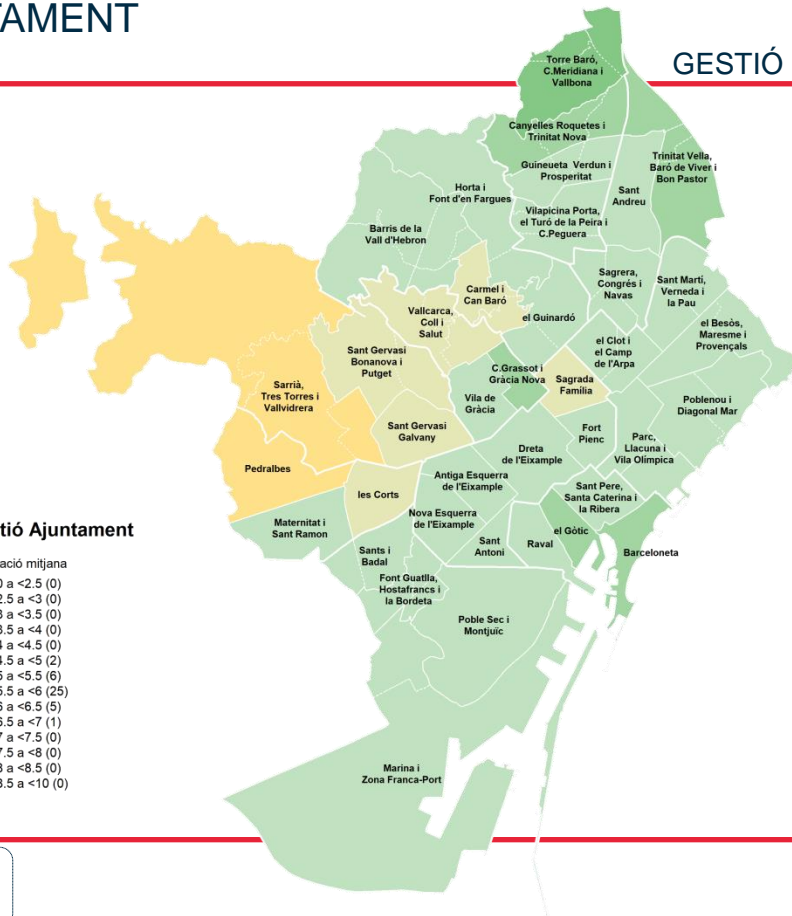 TAMENT
GESTIÓ
Torre Baró,
C.Meridiana i
Vallbona
Canyelles Roquetes i
Trinitat Nova
Guineueta Verdun i
Prosperitat
Trinitat Vella,
Baró de Viver i
Bon Pastor
Sant
Andreu
Horta i
Font d'en Fargues
Vilapicina Porta,
el Turó de la Peira i
C.Peguera
Barris de la
Vall d'Hebron
Sagrera,
Congrés i
Navas
Sant Martí,
Verneda i
la Pau
Carmel i
Can Baró
Vallcarca,
Coll i
Salut
el Guinardó
el Besòs,
Maresme i
Provençals
el Clot i
el Camp
de l'Arpa
Sant Gervasi
Bonanova i
Putget
C.Grassot i
Gràcia Nova
Sagrada
Família
Sarrià,
Tres Torres i
Vallvidrera
Vila de
Gràcia
Poblenou i
Diagonal Mar
Sant Gervasi
Galvany
Fort
Pienc
Parc,
Llacuna i
Vila Olímpica
Dreta
de l'Eixample
Pedralbes
Antiga Esquerra
de l'Eixample
les Corts
Sant Pere,
Santa Caterina i
la Ribera
Maternitat i
Sant Ramon
Nova Esquerra
de l'Eixample
el Gòtic
Sant
Antoni
Raval
Barceloneta
Sants i
Badal
Font Guatlla,
Hostafrancs i
la Bordeta
Poble Sec i
Montjuïc
Marina i
Zona Franca-Port
tió Ajuntament
ació mitjana
0 a <2.5 (0)
2.5 a <3 (0)
3 a <3.5 (0)
3.5 a <4 (0)
4 a <4.5 (0)
4.5 a <5 (2)
5 a <5.5 (6)
5.5 a <6 (25)
6 a <6.5 (5)
6.5 a <7 (1)
7 a <7.5 (0)
7.5 a <8 (0)
8 a <8.5 (0)
8.5 a <10 (0)